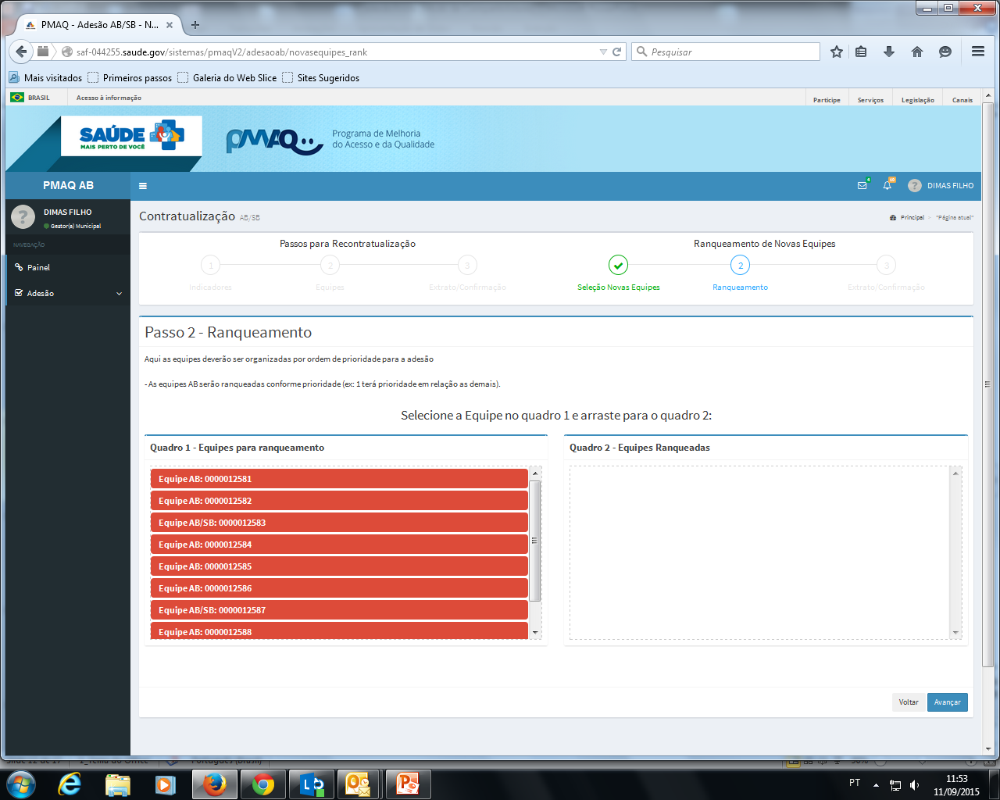 PMAQ - Adesão AB/SB - N...
saf-044255.saude.gov/sistemas/pmaqV2/adesaoab/novasequipes_rank
Pesquisar
Mais visitados
Primeiros passos
Galeria do Web Slice
Sites Sugeridos
BRASIL
Acesso à informação
Participe
Serviços
Legislação
Canais
SAÚDE
MAIS PERTO DE VOCÊ
PMAQ
Programa de Melhoria
do Acesso e da Qualidade
PMAQ AB
4
10
DIMAS FILHO
DIMAS FILHO
Gestor(a) Municipal
NAVEGAÇÃO
Painel
Adesão
Contratualização AB/SB
Principal
"Página atual"
Passos para Recontratualização
1
2
3
Indicadores
Equipes
Extrato/Confirmação
Ranqueamento de Novas Equipes
2
3
Seleção Novas Equipes
Ranqueamento
Extrato/Confirmação
Passo 2 - Ranqueamento
Aqui as equipes deverão ser organizadas por ordem de prioridade para a adesão
- As equipes AB serão ranqueadas conforme prioridade (ex: 1 terá prioridade em relação as demais).
Selecione a Equipe no quadro 1 e arraste para o quadro 2:
Quadro 1 - Equipes para ranqueamento
Equipe AB: 0000012581
Equipe AB: 0000012582
Equipe AB/SB: 0000012583
Equipe AB: 0000012584
Equipe AB: 0000012585
Equipe AB: 0000012586
Equipe AB/SB: 0000012587
Equipe AB: 0000012588
Quadro 2 - Equipes Ranqueadas
Voltar
Avançar
PT
11:53
11/09/2015